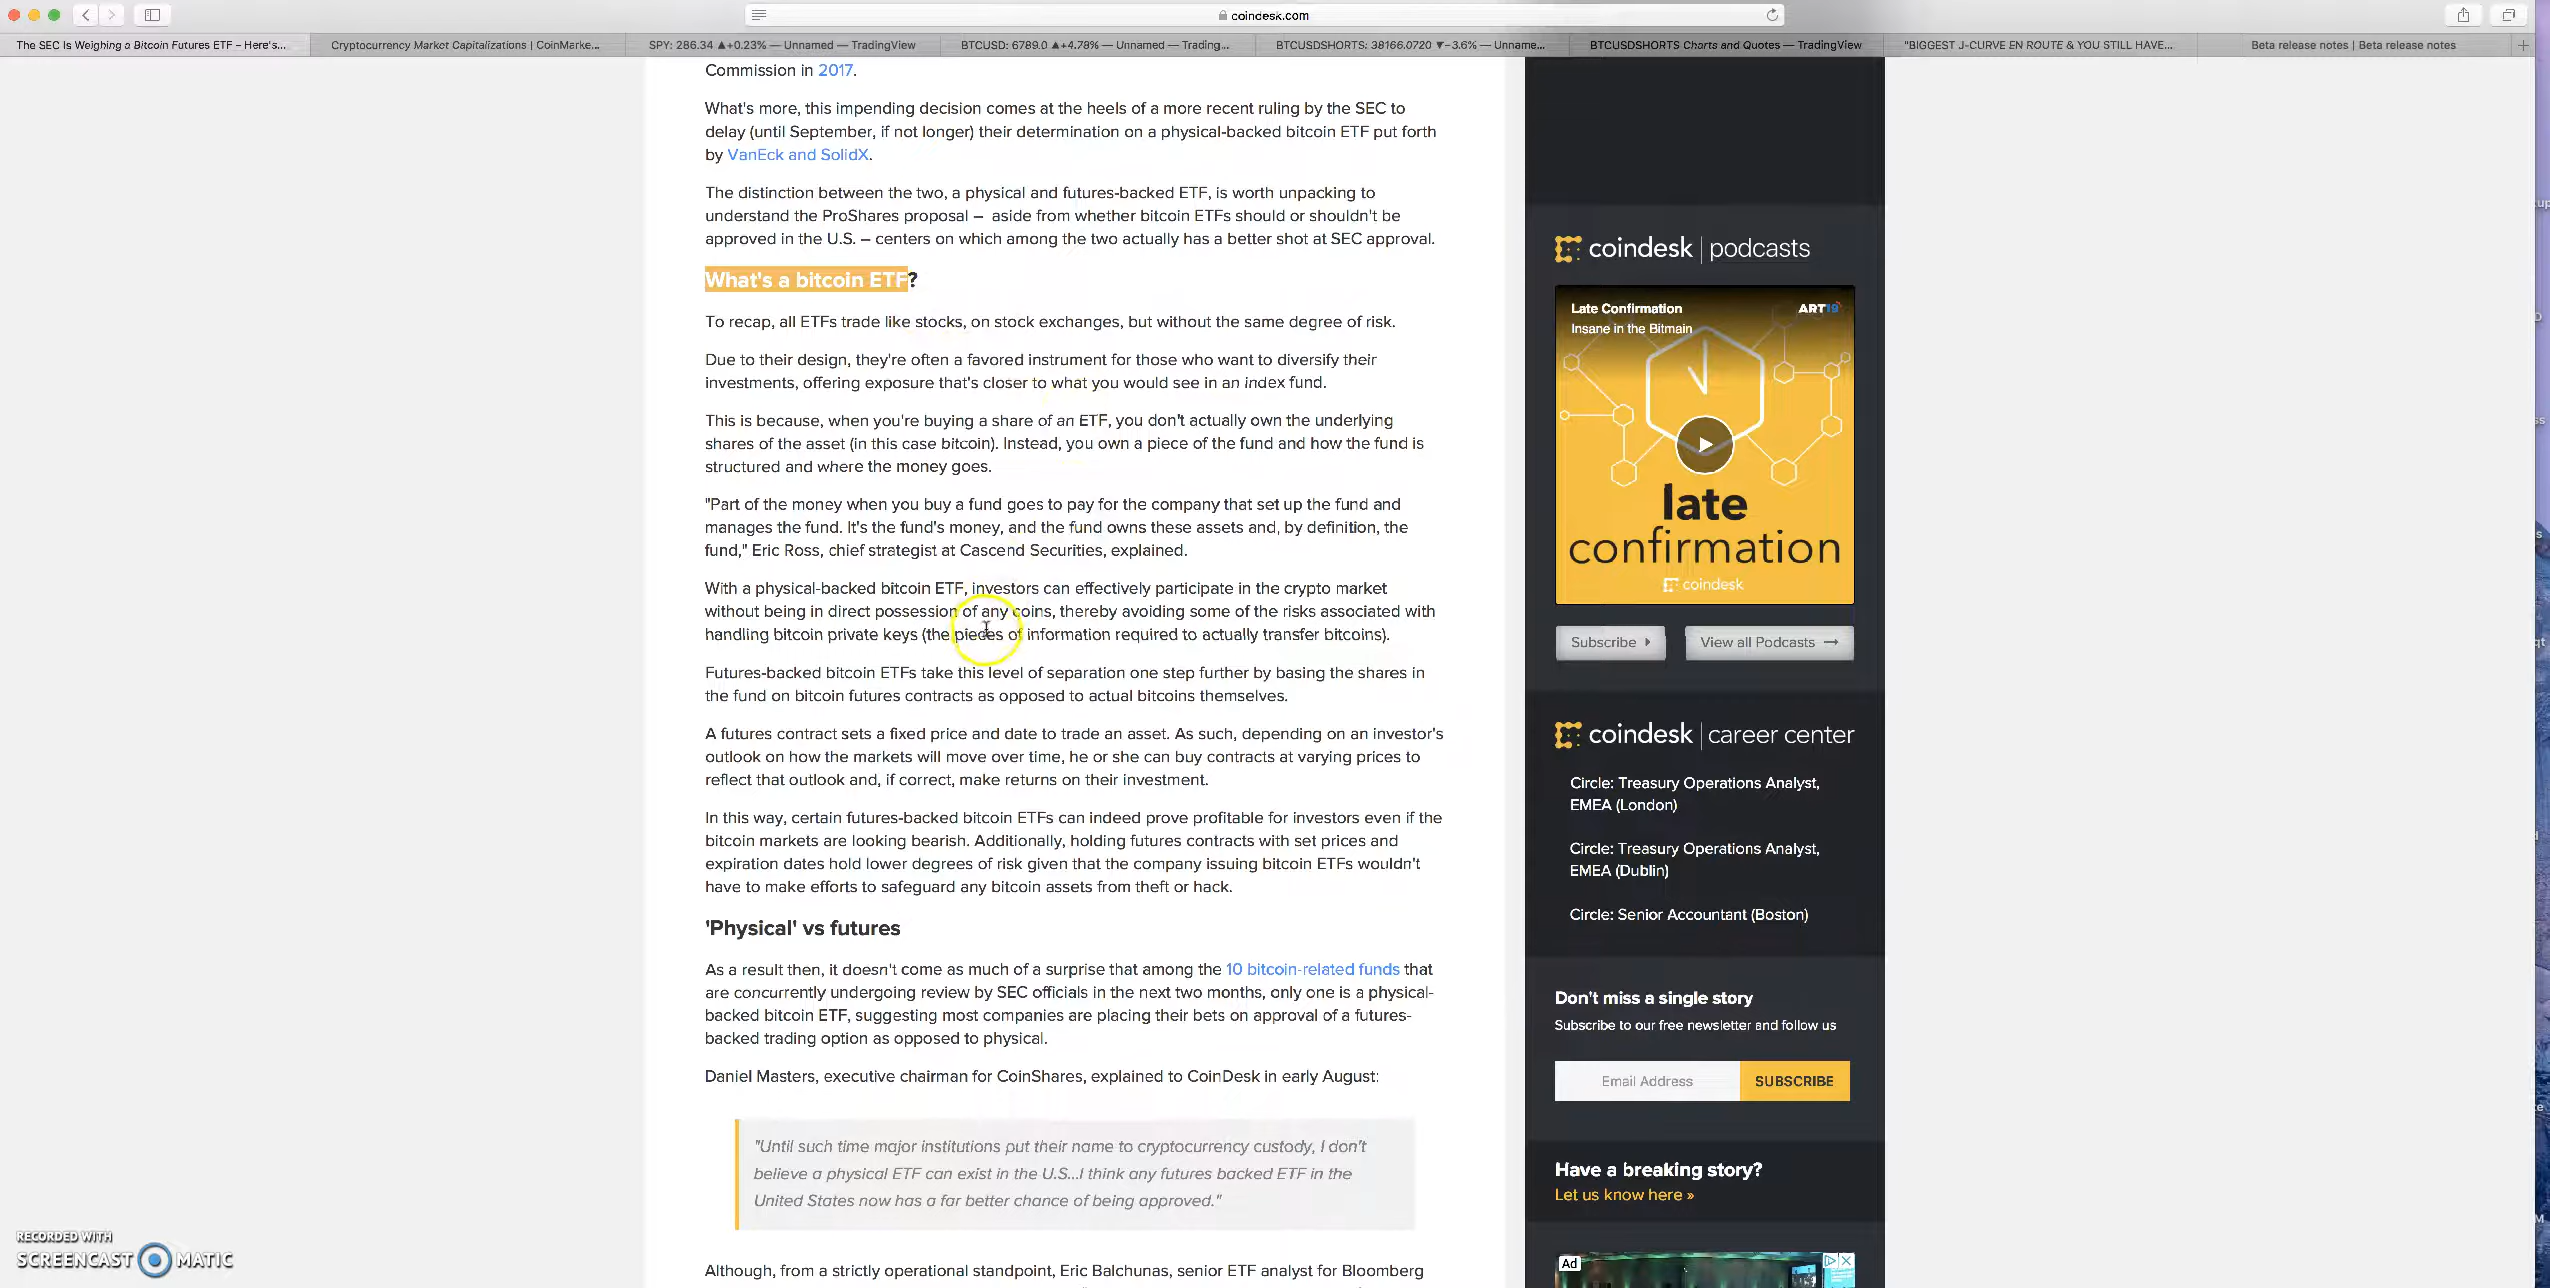 coindesk.com
The SEC Is Weighing a Bitcoin Futures ETF – Here's...
Cryptocurrency Market Capitalizations | CoinMarke...
SPY: 286.34 ▲+0.23% — Unnamed — TradingView
BTCUSD: 6789.0 ▲+4.78% — Unnamed — Trading...
BTCUSDSHORTS: 38166.0720 ▼−3.6% — Unname...
BTCUSDSHORTS Charts and Quotes — TradingView
"BIGGEST J-CURVE EN ROUTE & YOU STILL HAVE...
Beta release notes | Beta release notes
Commission in 2017.
What's more, this impending decision comes at the heels of a more recent ruling by the SEC to
delay (until September, if not longer) their determination on a physical-backed bitcoin ETF put forth
by VanEck and SolidX.
The distinction between the two, a physical and futures-backed ETF, is worth unpacking to
understand the ProShares proposal – aside from whether bitcoin ETFs should or shouldn't be
approved in the U.S. – centers on which among the two actually has a better shot at SEC approval.
What's a bitcoin ETF?
To recap, all ETFs trade like stocks, on stock exchanges, but without the same degree of risk.
Due to their design, they're often a favored instrument for those who want to diversify their
investments, offering exposure that's closer to what you would see in an index fund.
This is because, when you're buying a share of an ETF, you don't actually own the underlying
shares of the asset (in this case bitcoin). Instead, you own a piece of the fund and how the fund is
structured and where the money goes.
"Part of the money when you buy a fund goes to pay for the company that set up the fund and
manages the fund. It's the fund's money, and the fund owns these assets and, by definition, the
fund," Eric Ross, chief strategist at Cascend Securities, explained.
With a physical-backed bitcoin ETF, investors can effectively participate in the crypto market
without being in direct possession of any coins, thereby avoiding some of the risks associated with
handling bitcoin private keys (the pieces of information required to actually transfer bitcoins).
Futures-backed bitcoin ETFs take this level of separation one step further by basing the shares in
the fund on bitcoin futures contracts as opposed to actual bitcoins themselves.
A futures contract sets a fixed price and date to trade an asset. As such, depending on an investor's
outlook on how the markets will move over time, he or she can buy contracts at varying prices to
reflect that outlook and, if correct, make returns on their investment.
In this way, certain futures-backed bitcoin ETFs can indeed prove profitable for investors even if the
bitcoin markets are looking bearish. Additionally, holding futures contracts with set prices and
expiration dates hold lower degrees of risk given that the company issuing bitcoin ETFs wouldn't
have to make efforts to safeguard any bitcoin assets from theft or hack.
'Physical' vs futures
As a result then, it doesn't come as much of a surprise that among the 10 bitcoin-related funds that
are concurrently undergoing review by SEC officials in the next two months, only one is a physical-
backed bitcoin ETF, suggesting most companies are placing their bets on approval of a futures-
backed trading option as opposed to physical.
Daniel Masters, executive chairman for CoinShares, explained to CoinDesk in early August:
"Until such time major institutions put their name to cryptocurrency custody, I don't
believe a physical ETF can exist in the U.S...I think any futures backed ETF in the
United States now has a far better chance of being approved."
Although, from a strictly operational standpoint, Eric Balchunas, senior ETF analyst for Bloomberg
coindesk | podcasts
Late Confirmation
ART19
Insane in the Bitmain
late
confirmation
coindesk
Subscribe
View all Podcasts
coindesk | career center
Circle: Treasury Operations Analyst,
EMEA (London)
Circle: Treasury Operations Analyst,
EMEA (Dublin)
Circle: Senior Accountant (Boston)
Don't miss a single story
Subscribe to our free newsletter and follow us
Email Address
SUBSCRIBE
Have a breaking story?
Let us know here »
Ad
RECORDED WITH
SCREENCAST MATIC